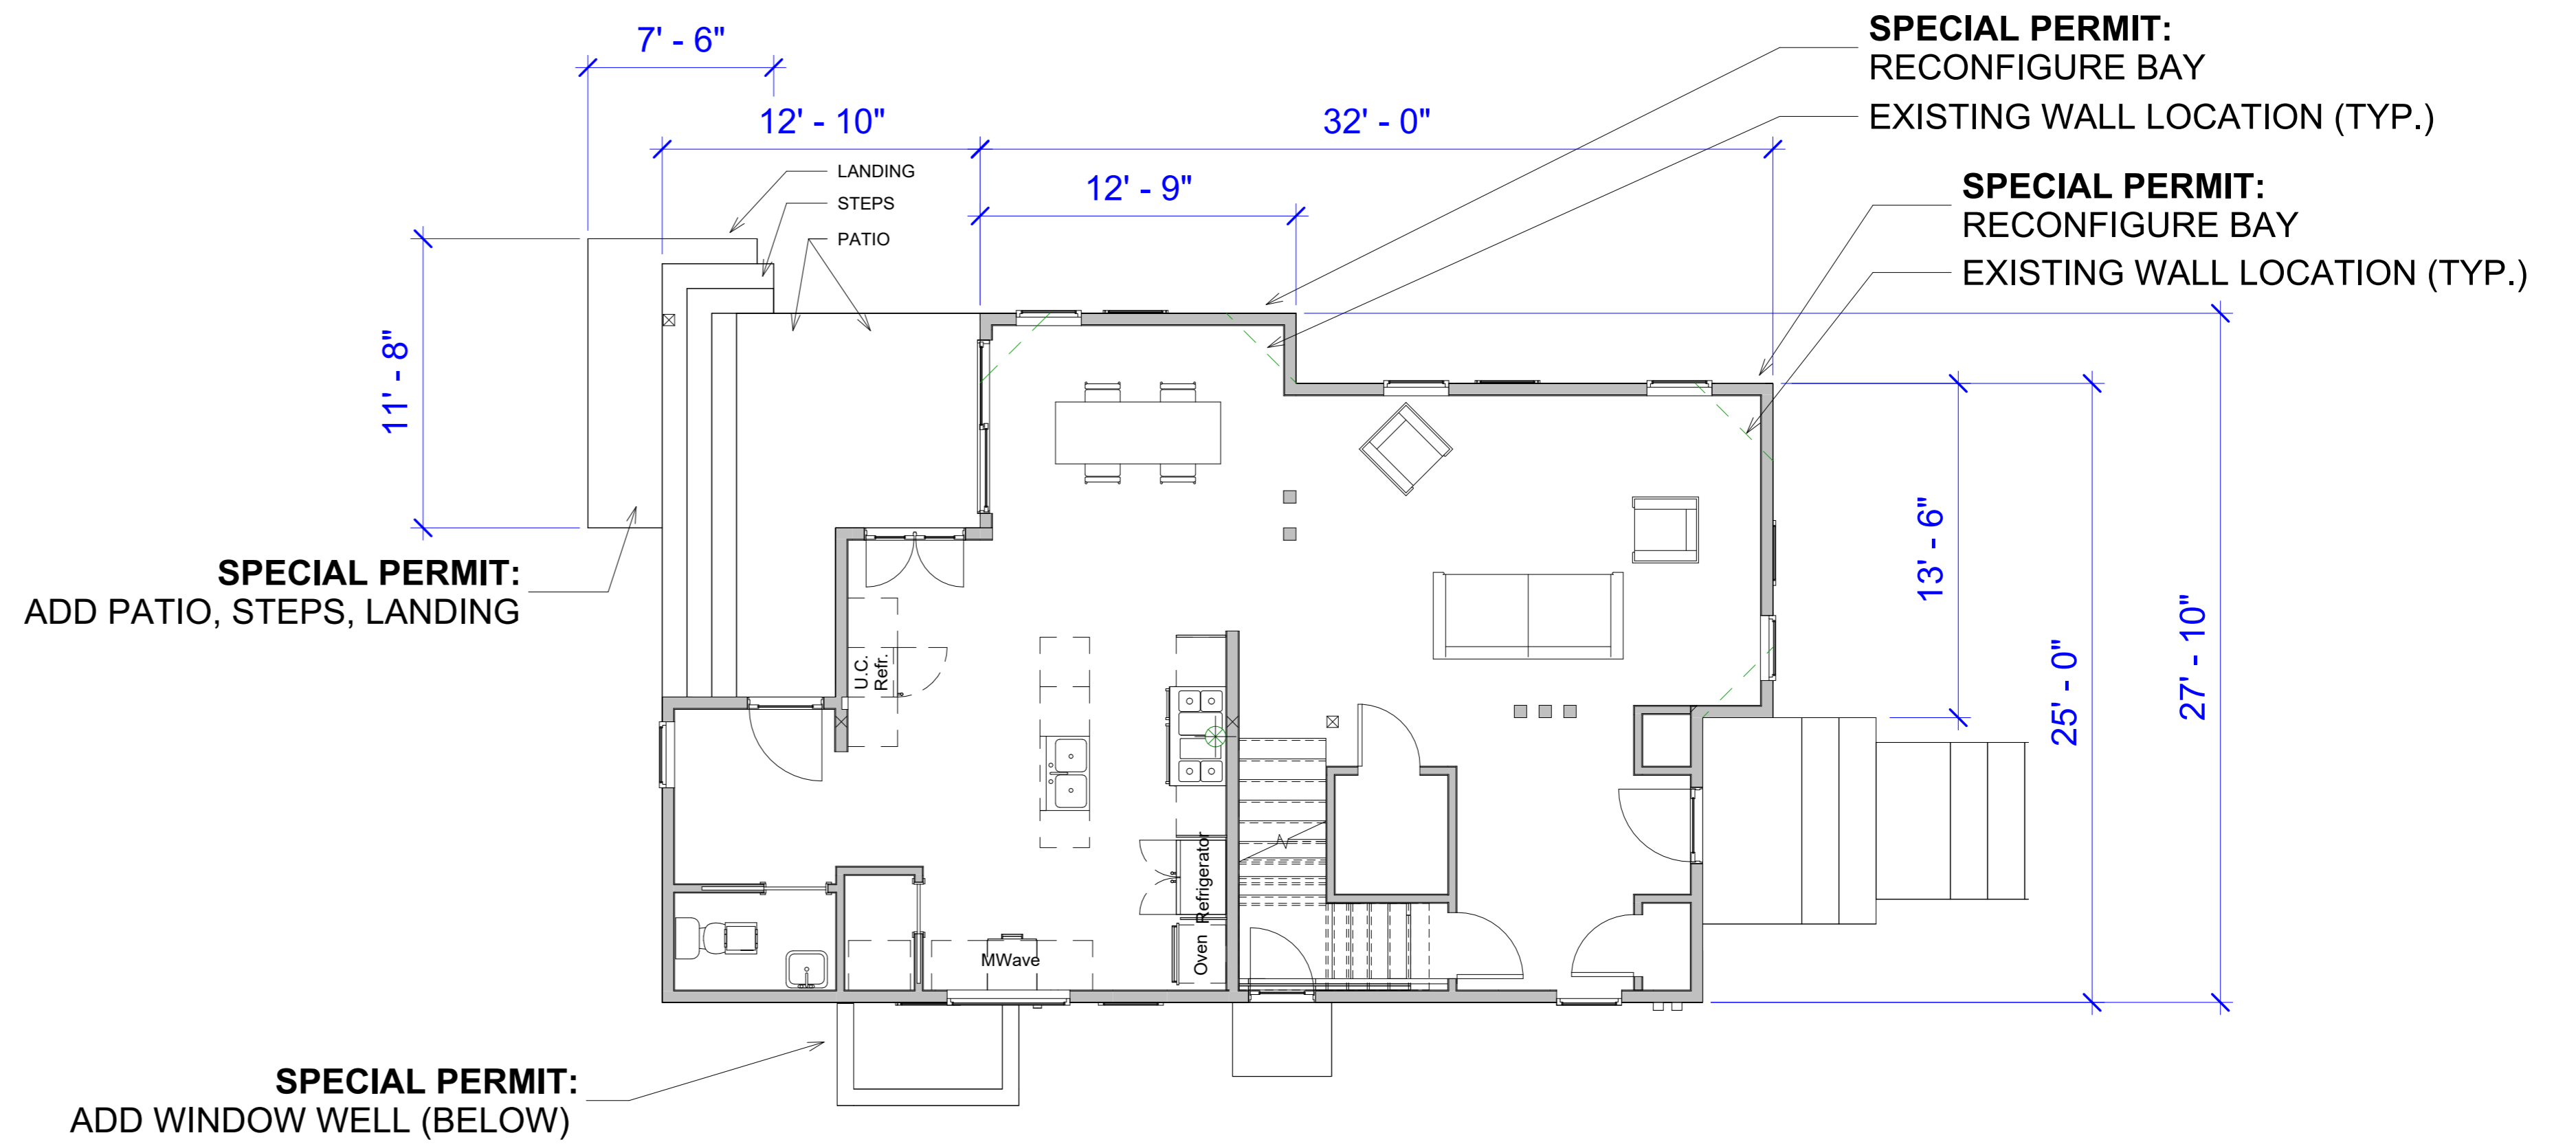 7' - 6"
SPECIAL PERMIT:
RECONFIGURE BAY
EXISTING WALL LOCATION (TYP.)
12' - 10"
32' - 0"
LANDING
STEPS
PATIO
12' - 9"
SPECIAL PERMIT:
RECONFIGURE BAY
EXISTING WALL LOCATION (TYP.)
11' - 8"
SPECIAL PERMIT:
ADD PATIO, STEPS, LANDING
U.C.
Refr.
13' - 6"
25' - 0"
27' - 10"
Refrigerator
Oven
MWave
SPECIAL PERMIT:
ADD WINDOW WELL (BELOW)